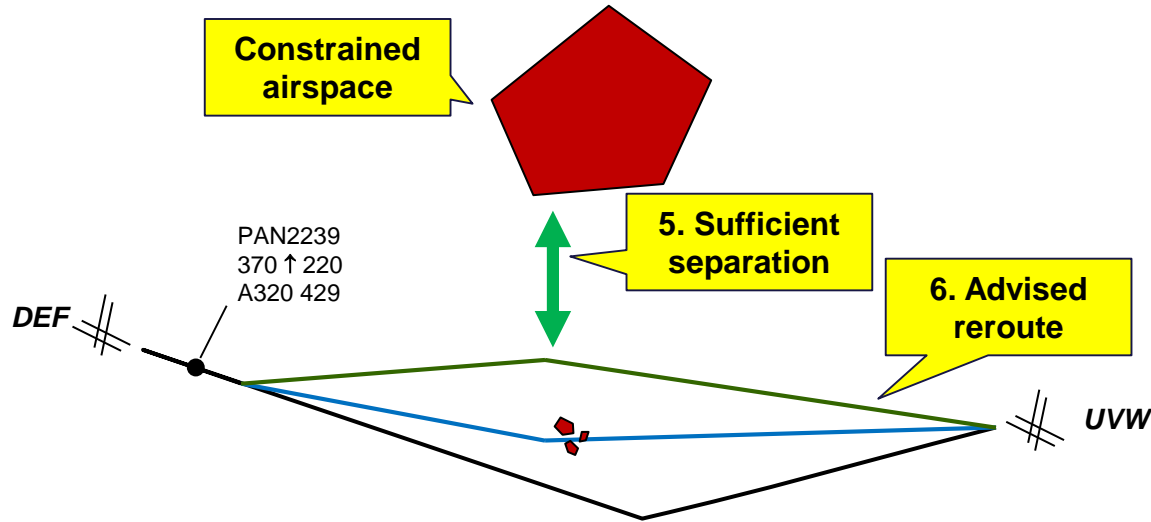 Constrained
airspace
5. Sufficient
separation
PAN2239
370 ↑ 220
A320 429
6. Advised
reroute
DEF
UVW